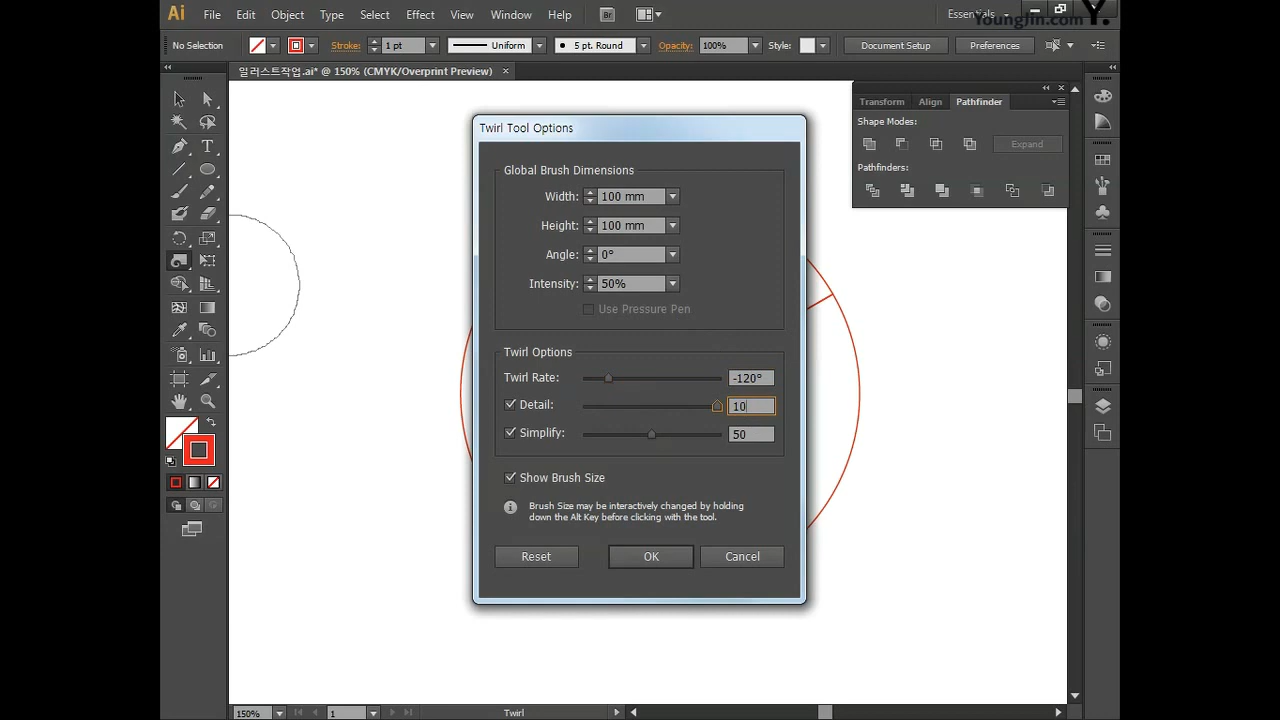 Ai File Edit Object Type Select Effect View Window Help Br Essentials
YoungJin.com Y.
No Selection Stroke: 1 pt Uniform 5 pt. Round Opacity: 100% Style: Document Setup Preferences
일러스트작업.ai* @ 150% (CMYK/Overprint Preview) ×
Transform Align Pathfinder
Shape Modes:
Expand
Pathfinders:
Twirl Tool Options
Global Brush Dimensions
Width: 100 mm
Height: 100 mm
Angle: 0°
Intensity: 50%
Use Pressure Pen
Twirl Options
Twirl Rate: -120°
Detail: 10
Simplify: 50
Show Brush Size
Brush Size may be interactively changed by holding
down the Alt Key before clicking with the tool.
Reset OK Cancel
150% 1 Twirl